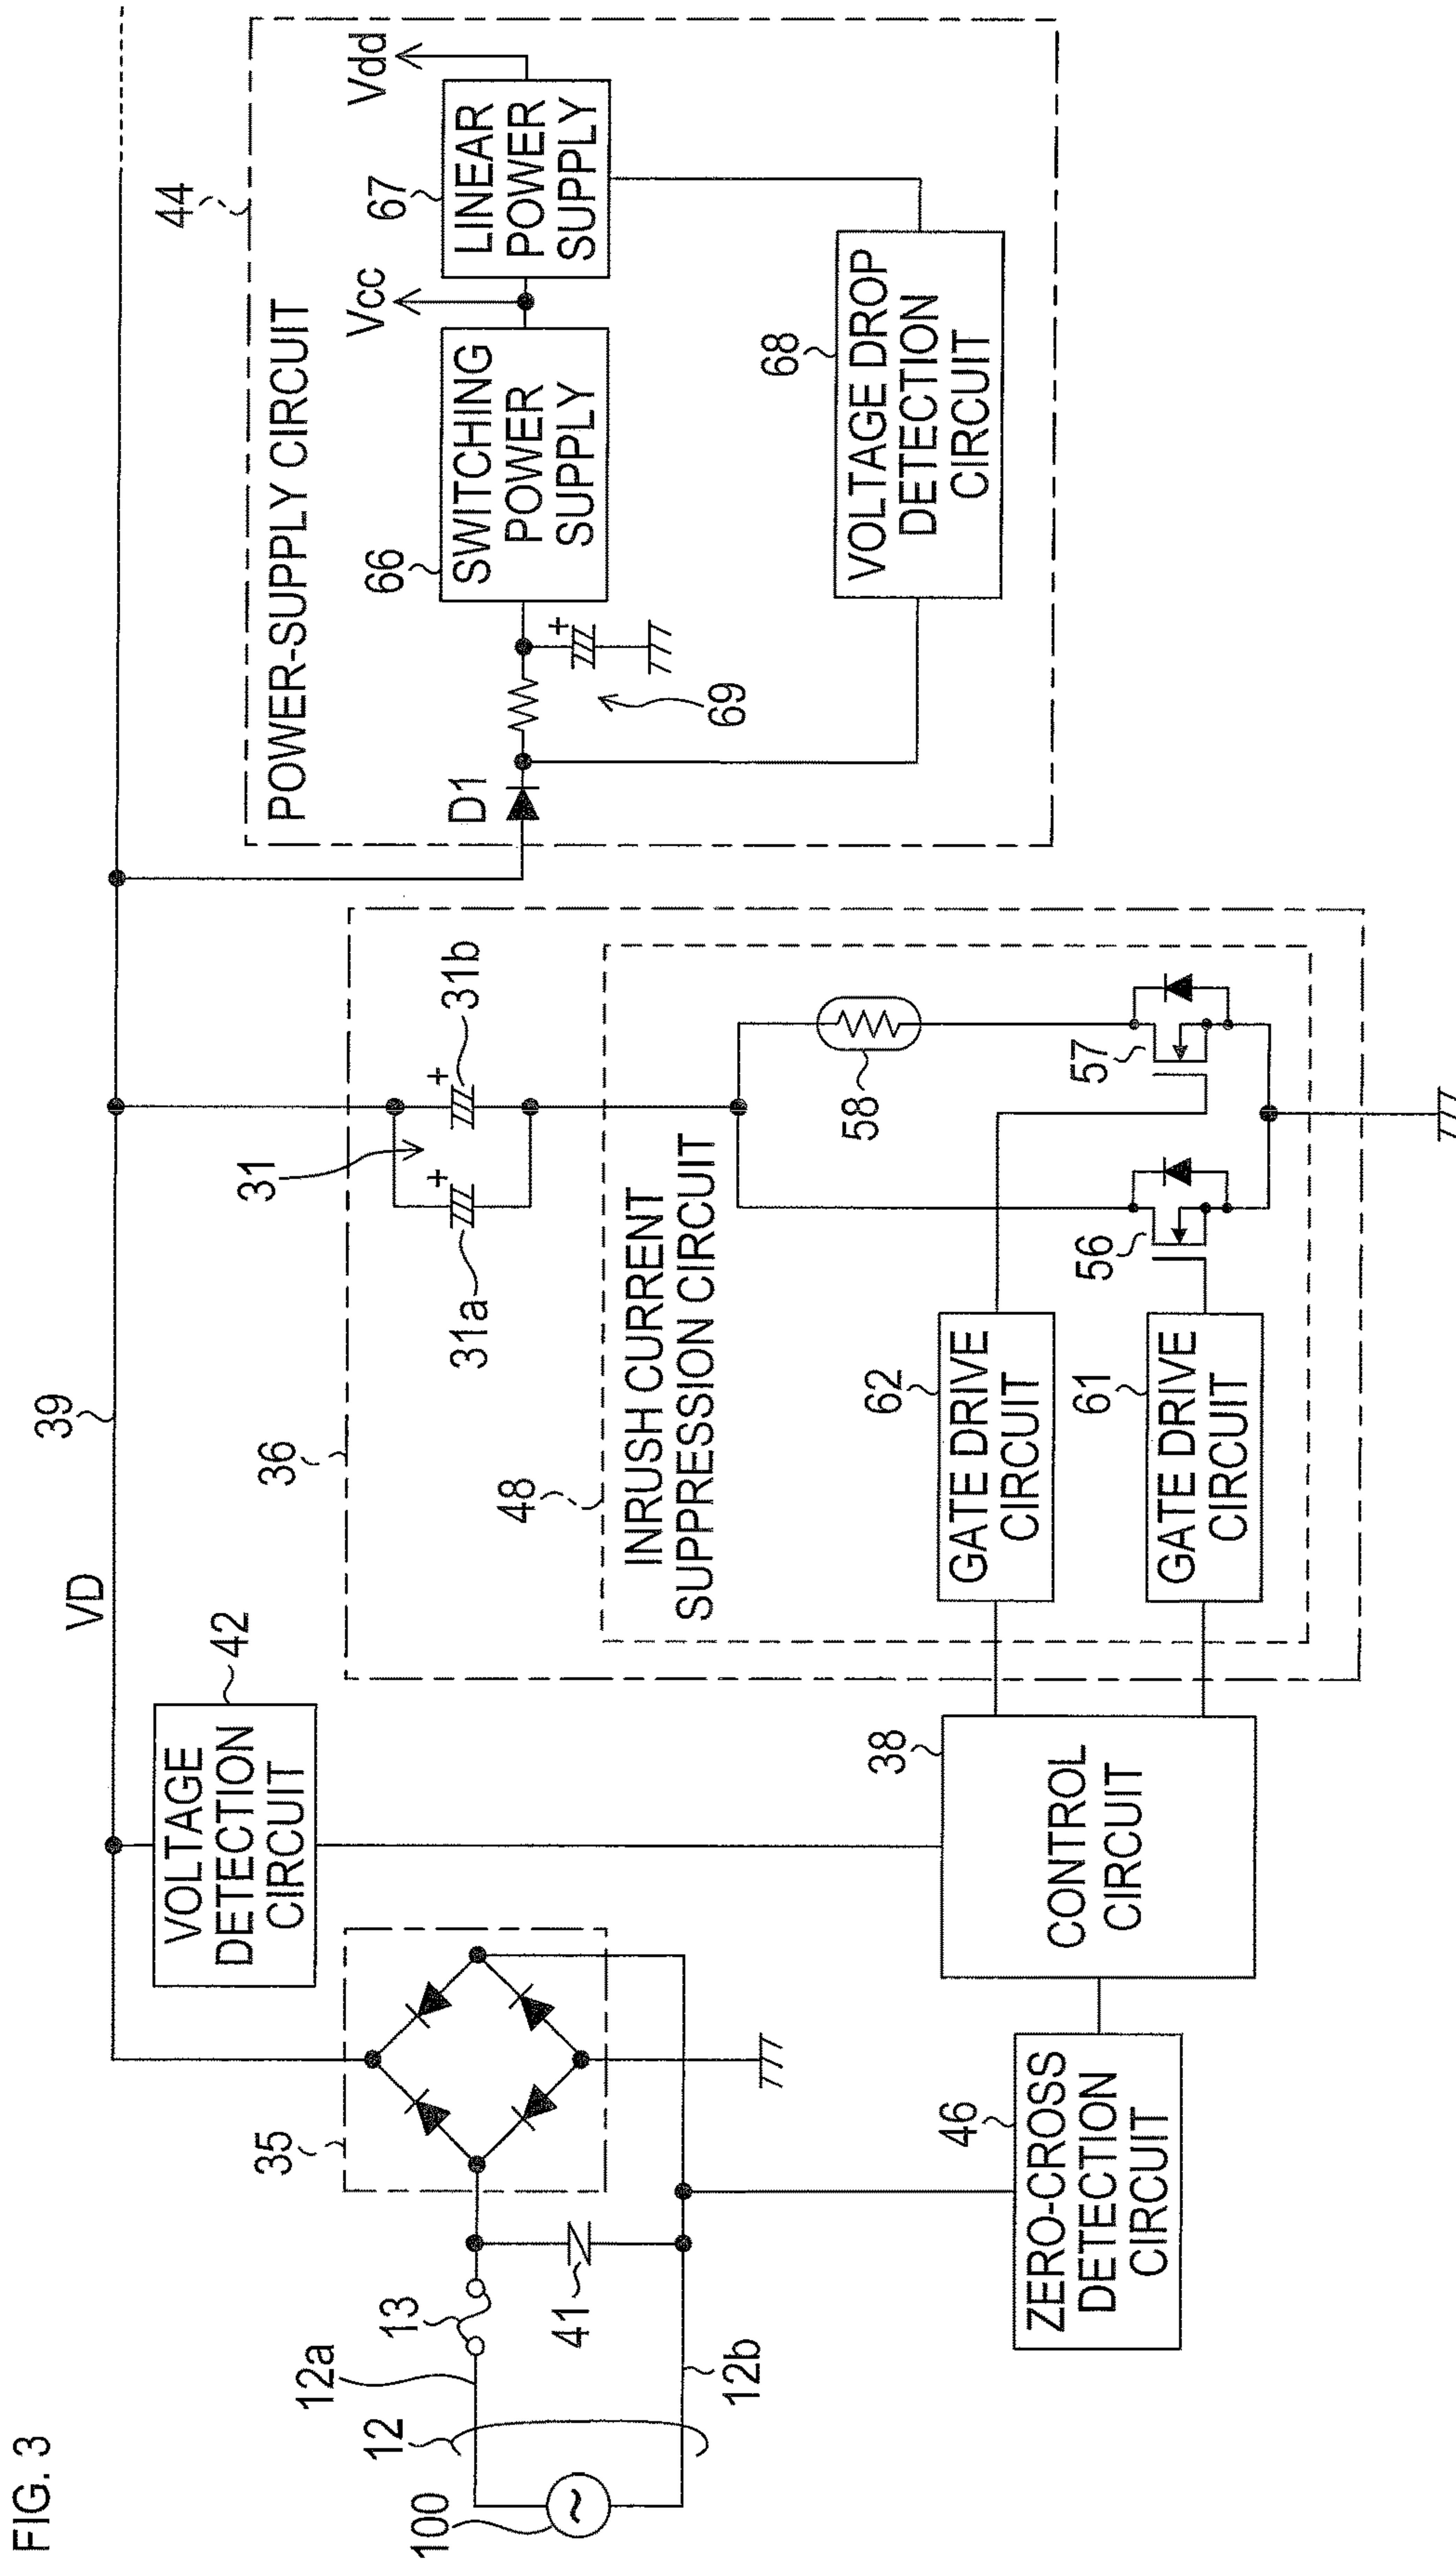 FIG. 3
100
12
12a
12b
13
41
35
VOLTAGE
DETECTION
CIRCUIT
42
VD
39
46
ZERO-CROSS
DETECTION
CIRCUIT
38
CONTROL
CIRCUIT
36
31
31a
+
31b
+
48
INRUSH CURRENT
SUPPRESSION CIRCUIT
62
GATE DRIVE
CIRCUIT
61
GATE DRIVE
CIRCUIT
58
56
57
44
POWER-SUPPLY CIRCUIT
D1
69
+
66
SWITCHING
POWER
SUPPLY
Vcc
67
LINEAR
POWER
SUPPLY
Vdd
68
VOLTAGE DROP
DETECTION
CIRCUIT